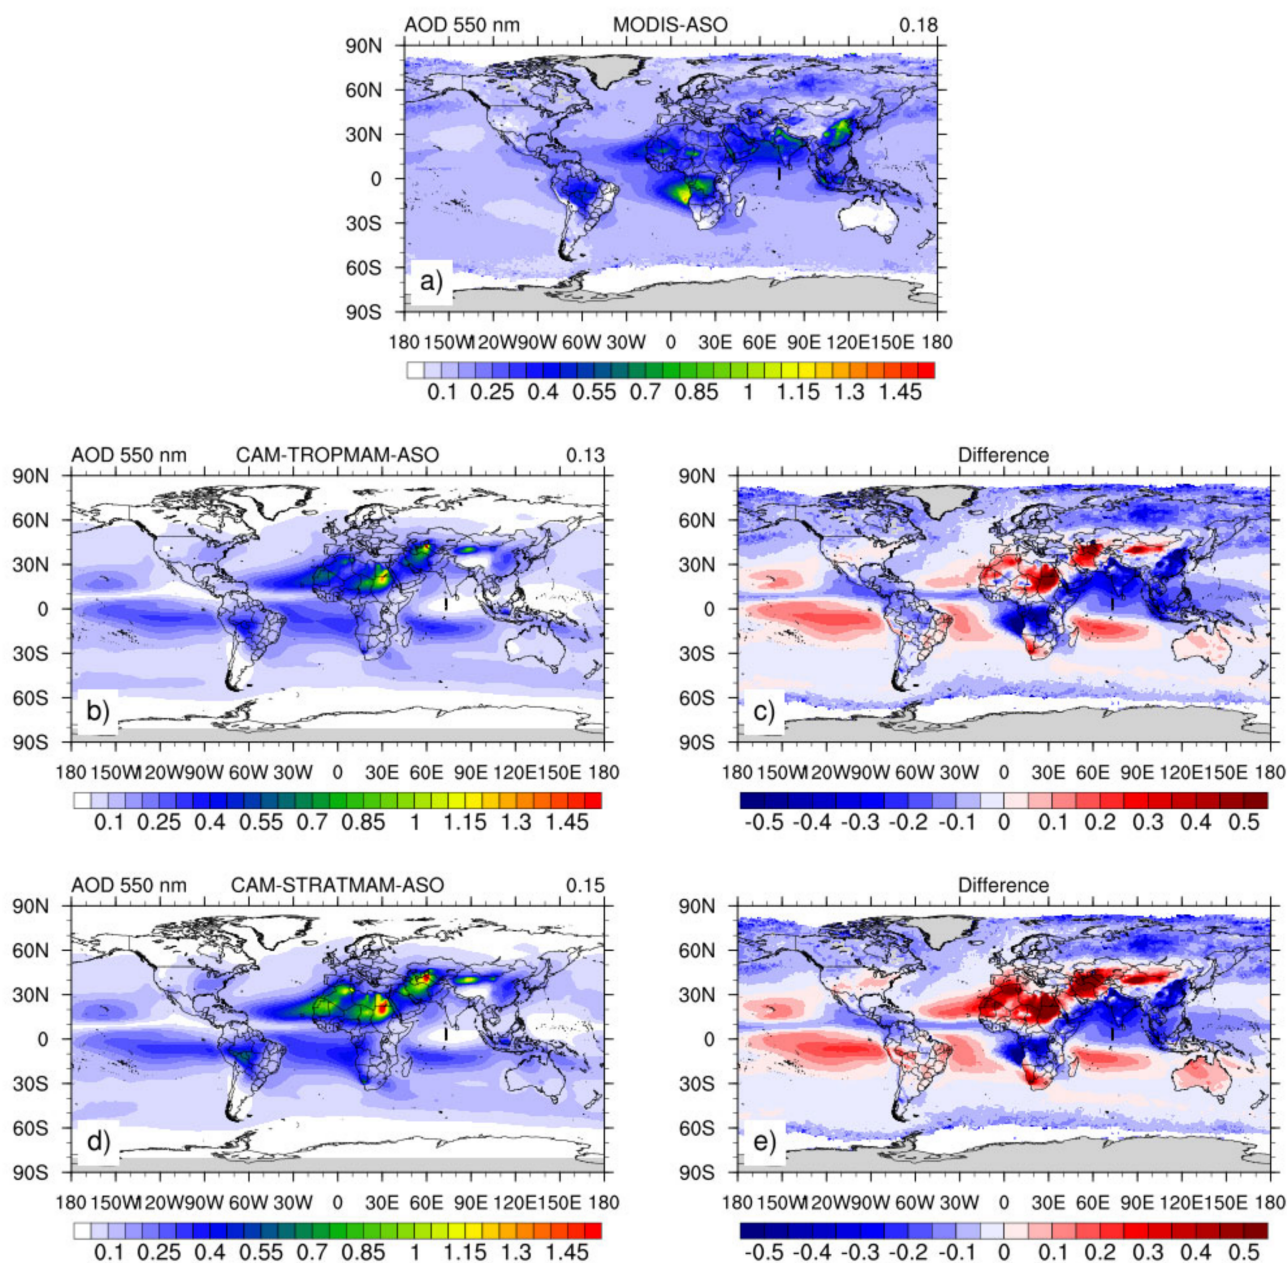 AOD 550 nm MODIS-ASO 0.18
90N
60N
30N
0
30S
60S
90S
a)
180 150W120W90W 60W 30W 0 30E 60E 90E 120E150E 180
0.1 0.25 0.4 0.55 0.7 0.85 1 1.15 1.3 1.45
AOD 550 nm CAM-TROPMAM-ASO 0.13
90N
60N
30N
0
30S
60S
90S
b)
180 150W120W90W 60W 30W 0 30E 60E 90E 120E150E 180
0.1 0.25 0.4 0.55 0.7 0.85 1 1.15 1.3 1.45
Difference
90N
60N
30N
0
30S
60S
90S
c)
180 150W120W90W 60W 30W 0 30E 60E 90E 120E150E 180
-0.5 -0.4 -0.3 -0.2 -0.1 0 0.1 0.2 0.3 0.4 0.5
AOD 550 nm CAM-STRATMAM-ASO 0.15
90N
60N
30N
0
30S
60S
90S
d)
180 150W120W90W 60W 30W 0 30E 60E 90E 120E150E 180
0.1 0.25 0.4 0.55 0.7 0.85 1 1.15 1.3 1.45
Difference
90N
60N
30N
0
30S
60S
90S
e)
180 150W120W90W 60W 30W 0 30E 60E 90E 120E150E 180
-0.5 -0.4 -0.3 -0.2 -0.1 0 0.1 0.2 0.3 0.4 0.5